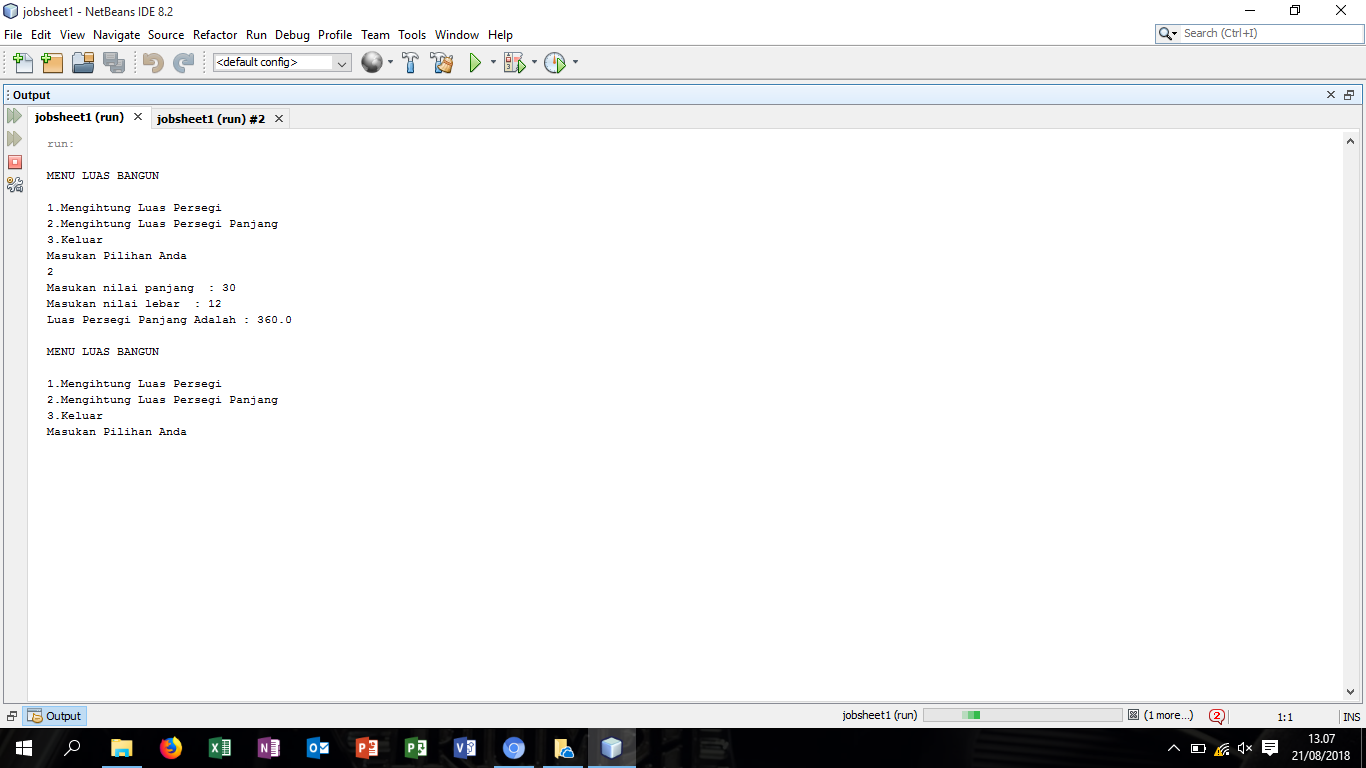 jobsheet1 - NetBeans IDE 8.2
File Edit View Navigate Source Refactor Run Debug Profile Team Tools Window Help
Search (Ctrl+I)
<default config>
Output
jobsheet1 (run) jobsheet1 (run) #2
run:
MENU LUAS BANGUN
1.Mengihtung Luas Persegi
2.Mengihtung Luas Persegi Panjang
3.Keluar
Masukan Pilihan Anda
2
Masukan nilai panjang  : 30
Masukan nilai lebar  : 12
Luas Persegi Panjang Adalah : 360.0
MENU LUAS BANGUN
1.Mengihtung Luas Persegi
2.Mengihtung Luas Persegi Panjang
3.Keluar
Masukan Pilihan Anda
Output jobsheet1 (run) (1 more...) 2 1:1 INS
13.07
21/08/2018